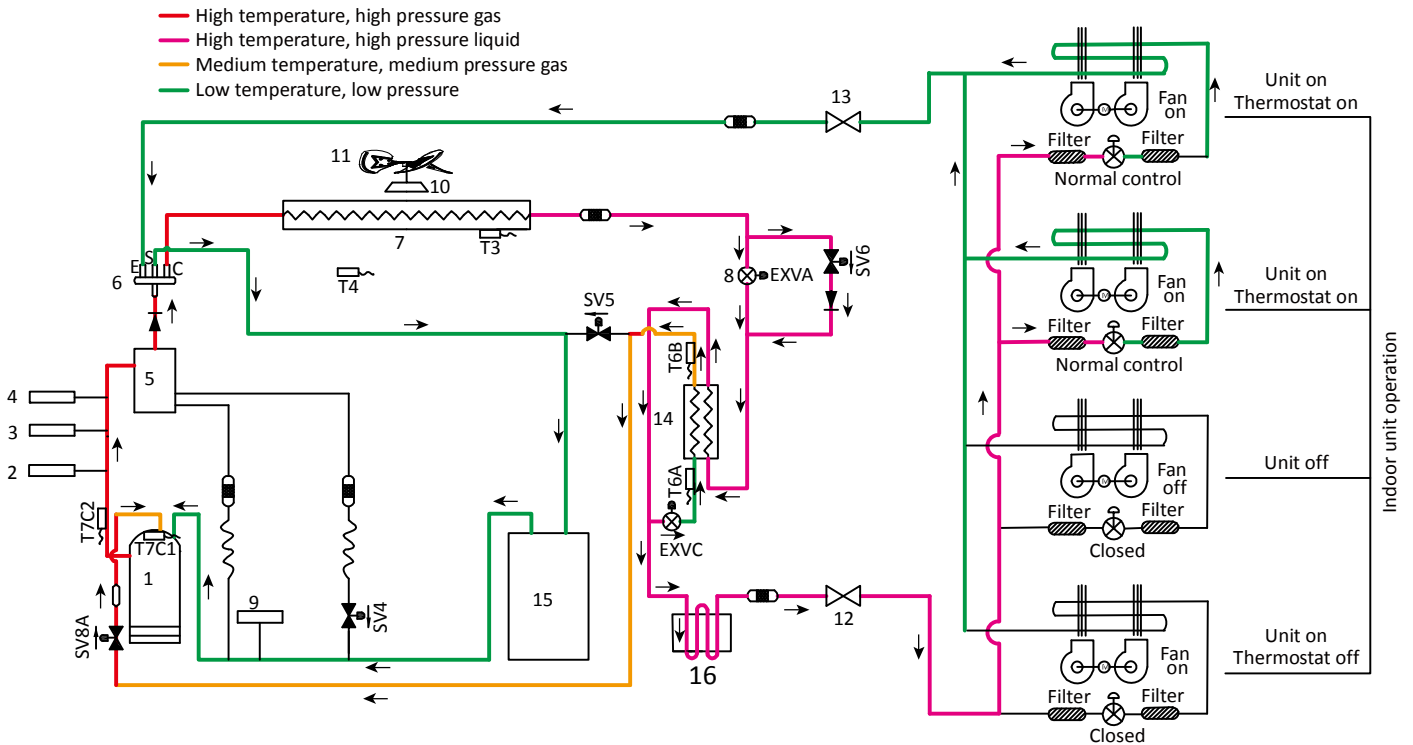 High temperature, high pressure gas
High temperature, high pressure liquid
Medium temperature, medium pressure gas
Low temperature, low pressure
13
11
10
7
T3
T4
E
S
C
6
8
EXVA
SV6
SV5
T6B
14
T6A
EXVC
5
4
3
2
T7C2
T7C1
1
SV8A
9
SV4
15
16
12
M
Fan
on
Filter
Filter
Normal control
Unit on
Thermostat on
M
Fan
on
Filter
Filter
Normal control
Unit on
Thermostat on
M
Fan
off
Filter
Filter
Closed
Unit off
M
Fan
on
Filter
Filter
Closed
Unit on
Thermostat off
Indoor unit operation